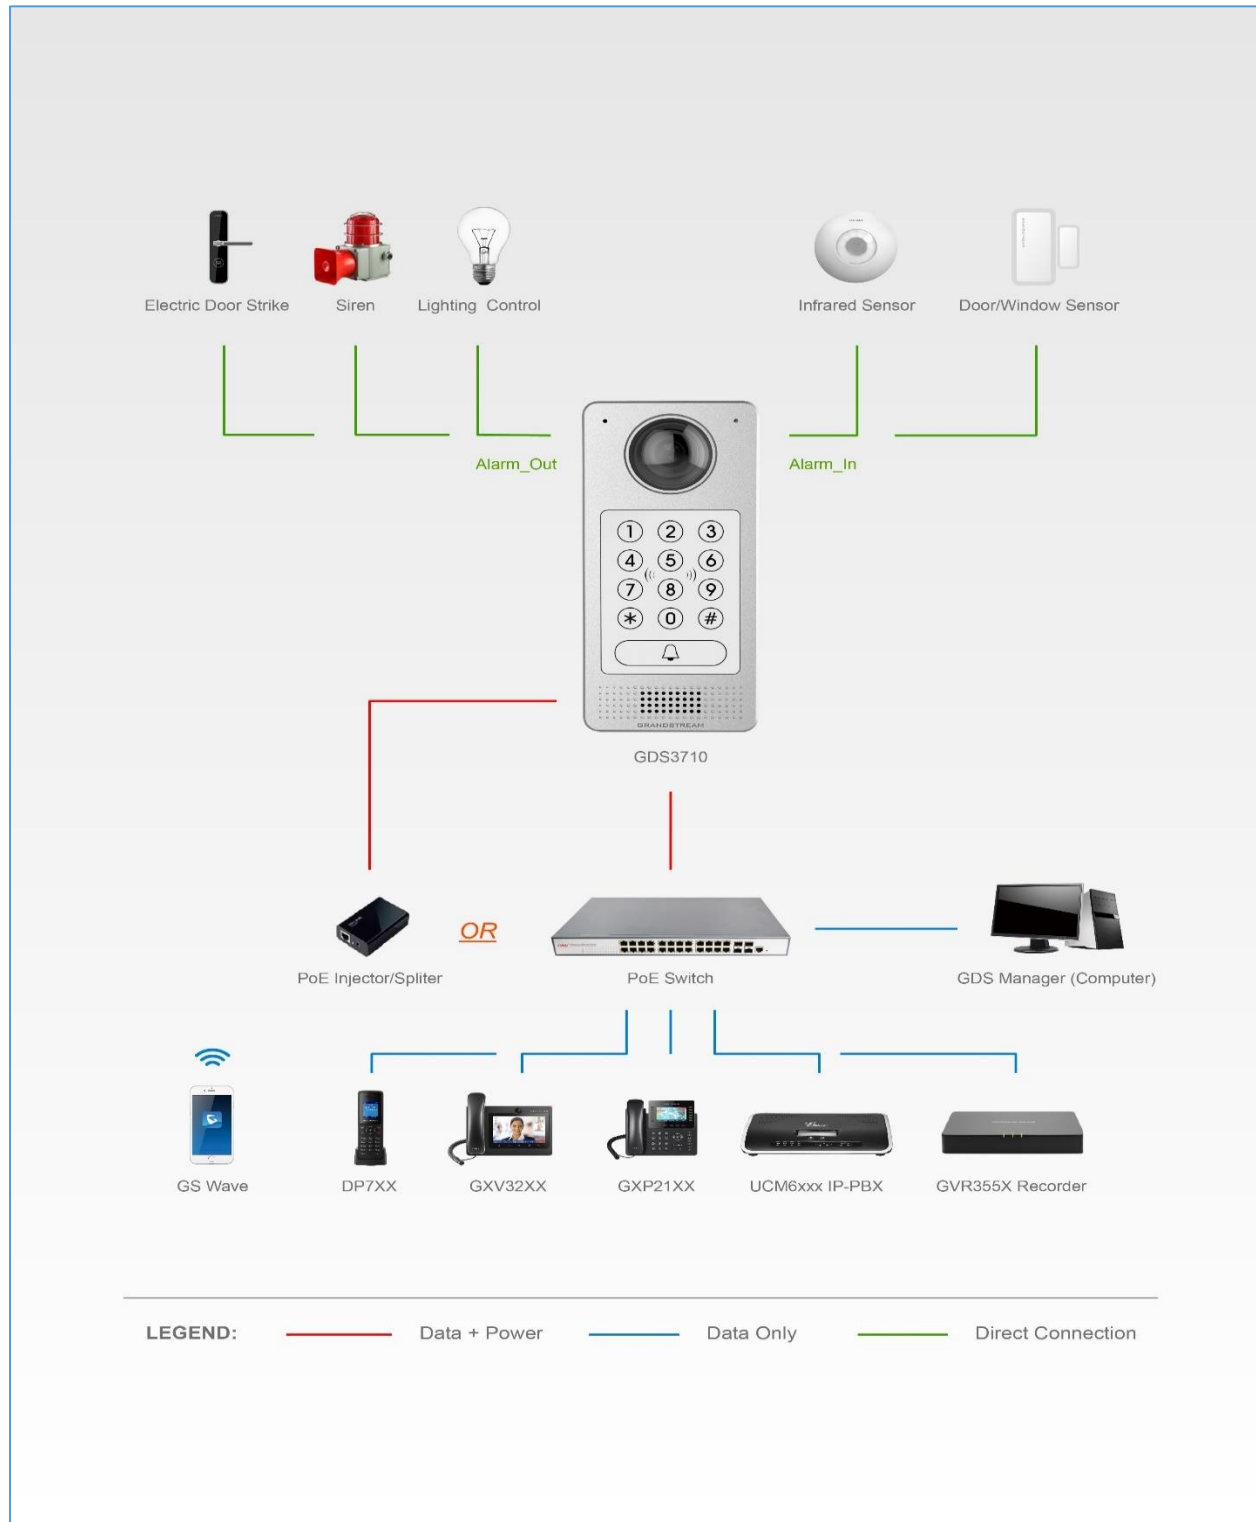 Electric Door Strike Siren Lighting Control Infrared Sensor Door/Window Sensor
Alarm_Out Alarm_In
1 2 3
4 5 6
7 8 9
* 0 #
GRANDSTREAM
GDS3710
OR
PoE Injector/Spliter PoE Switch GDS Manager (Computer)
GS Wave DP7XX GXV32XX GXP21XX UCM6xxx IP-PBX GVR355X Recorder
LEGEND: Data + Power Data Only Direct Connection